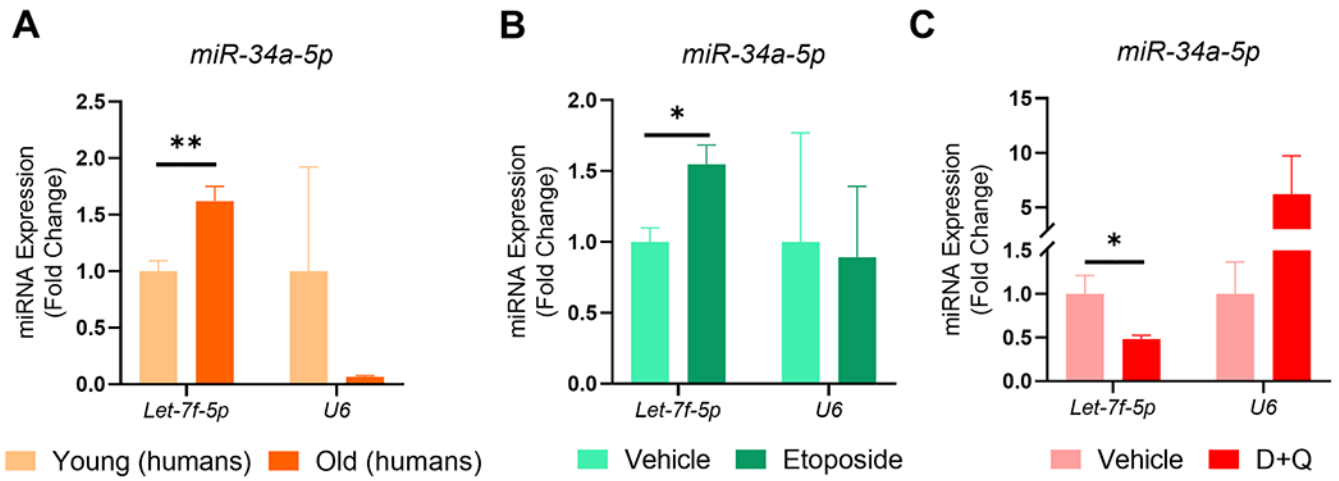 A
miR-34a-5p
miRNA Expression
(Fold Change)
2.5
2.0
1.5
1.0
0.5
0.0
**
Let-7f-5p
U6
Young (humans)
Old (humans)
B
miR-34a-5p
miRNA Expression
(Fold Change)
2.0
1.5
1.0
0.5
0.0
*
Let-7f-5p
U6
Vehicle
Etoposide
C
miR-34a-5p
miRNA Expression
(Fold Change)
15
10
5
1.5
1.0
0.5
0.0
*
Let-7f-5p
U6
Vehicle
D+Q